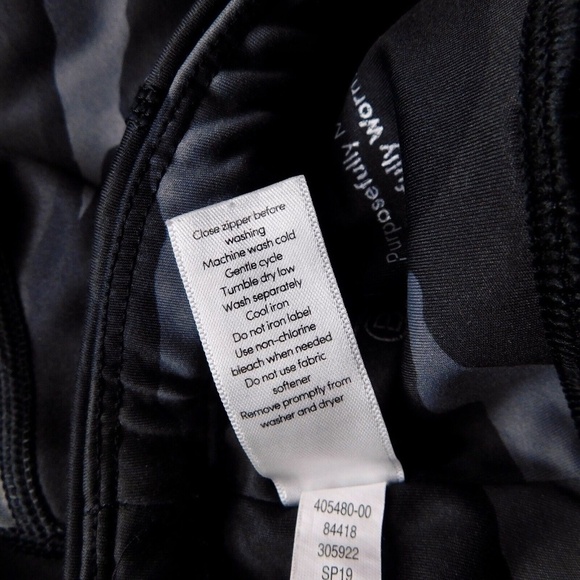 Purposefully
fully Worn
Close zipper before
washing
Machine wash cold
Gentle cycle
Tumble dry low
Wash separately
Cool iron
Do not iron label
Use non-chlorine
bleach when needed
Do not use fabric
softener
Remove promptly from
washer and dryer
405480-00
84418
305922
SP19